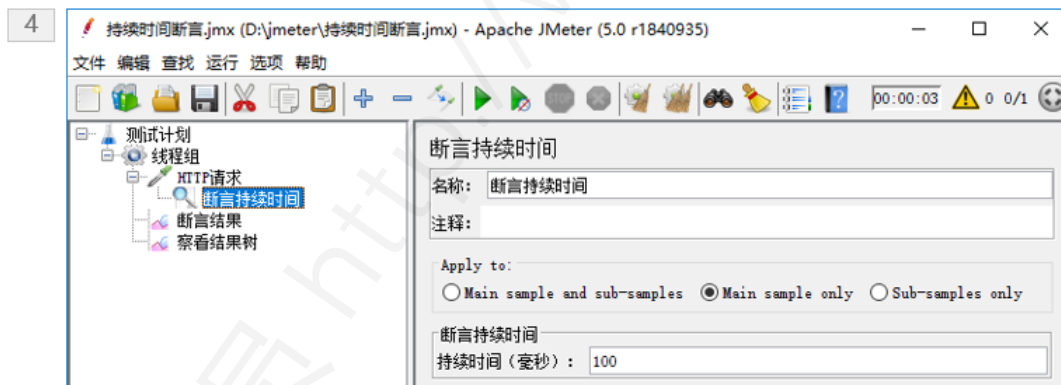 4
持续时间断言.jmx (D:\jmeter\持续时间断言.jmx) - Apache JMeter (5.0 r1840935)
文件 编辑 查找 运行 选项 帮助
STOP 00:00:03 0 0/1
测试计划
线程组
HTTP请求
断言持续时间
断言结果
察看结果树
断言持续时间
名称: 断言持续时间
注释:
Apply to:
Main sample and sub-samples Main sample only Sub-samples only
断言持续时间
持续时间（毫秒）: 100
http://